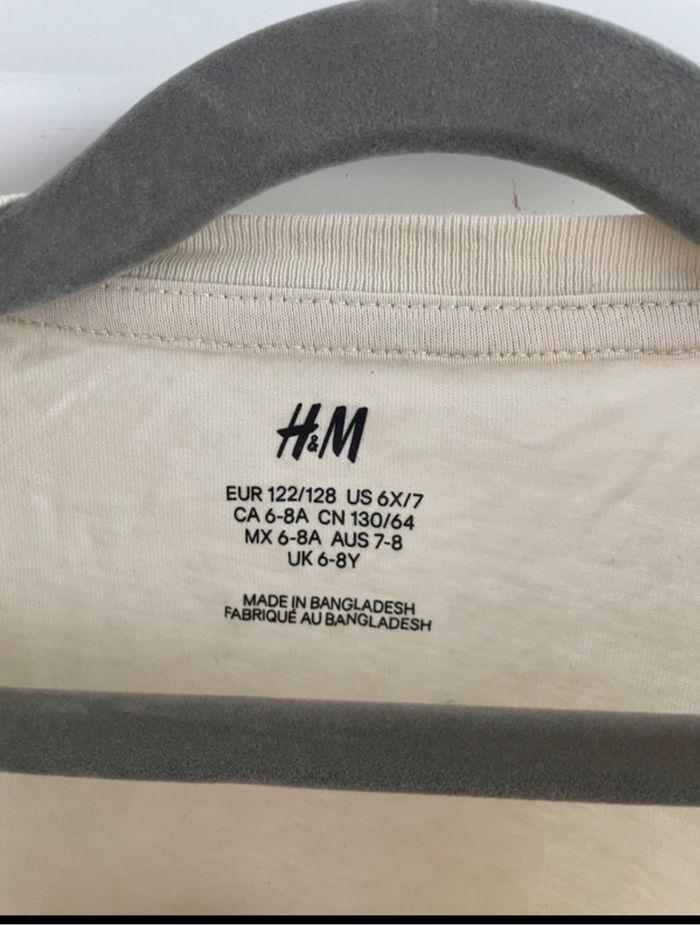 H&M
EUR 122/128 US 6X/7
CA 6-8A CN 130/64
MX 6-8A AUS 7-8
UK 6-8Y
MADE IN BANGLADESH
FABRIQUÉ AU BANGLADESH